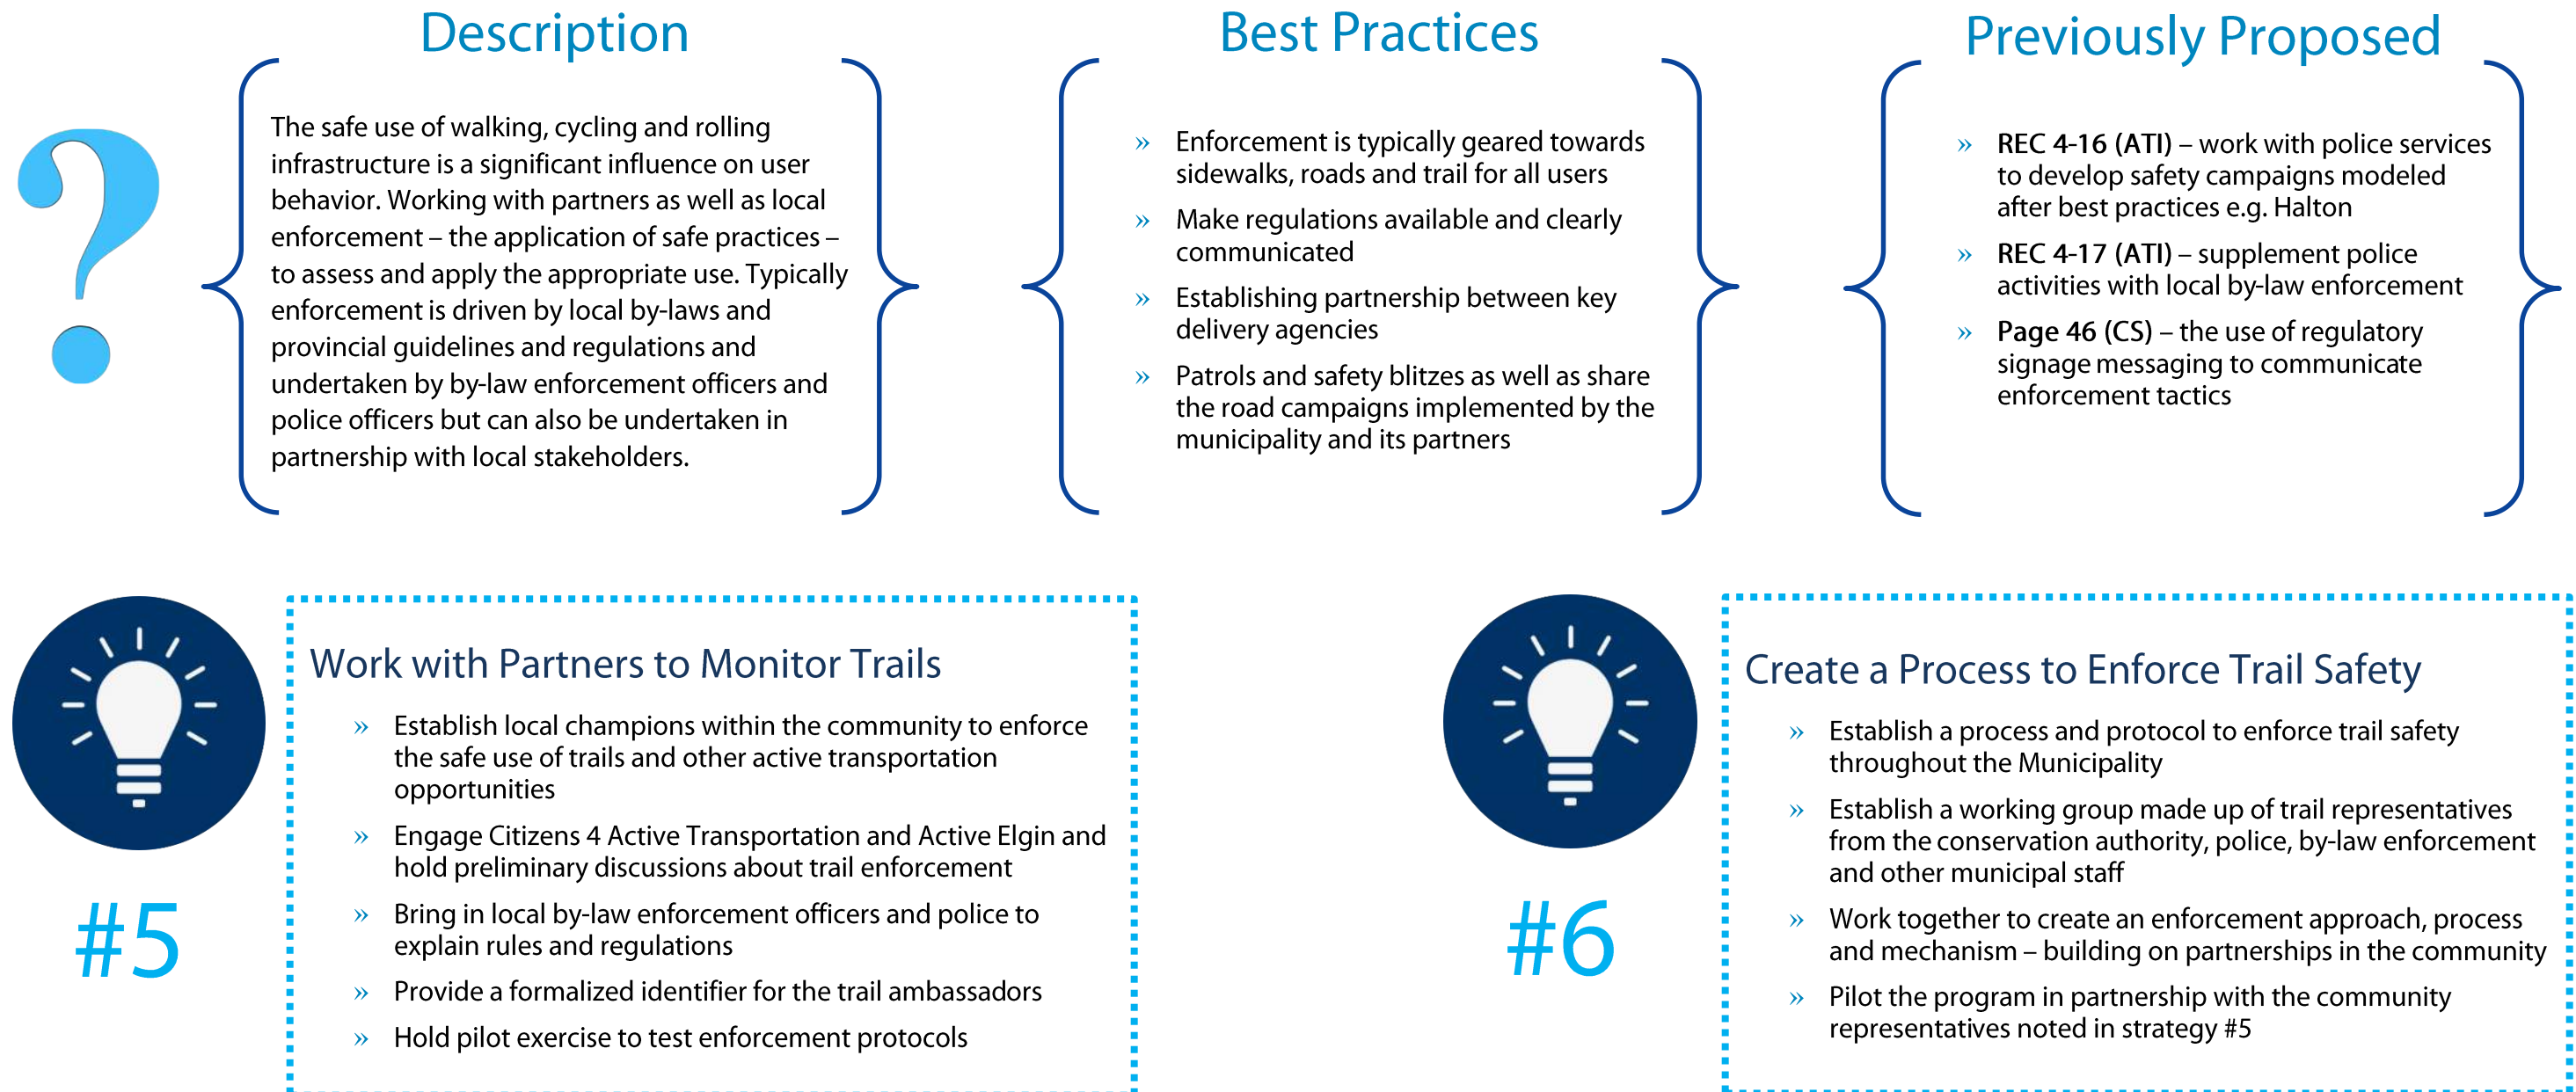 Description
The safe use of walking, cycling and rolling
infrastructure is a significant influence on user
behavior. Working with partners as well as local
enforcement – the application of safe practices –
to assess and apply the appropriate use. Typically
enforcement is driven by local by-laws and
provincial guidelines and regulations and
undertaken by by-law enforcement officers and
police officers but can also be undertaken in
partnership with local stakeholders.
Best Practices
» Enforcement is typically geared towards
sidewalks, roads and trail for all users
» Make regulations available and clearly
communicated
» Establishing partnership between key
delivery agencies
» Patrols and safety blitzes as well as share
the road campaigns implemented by the
municipality and its partners
Previously Proposed
» REC 4-16 (ATI) – work with police services
to develop safety campaigns modeled
after best practices e.g. Halton
» REC 4-17 (ATI) – supplement police
activities with local by-law enforcement
» Page 46 (CS) – the use of regulatory
signage messaging to communicate
enforcement tactics
?
#5
Work with Partners to Monitor Trails
» Establish local champions within the community to enforce
the safe use of trails and other active transportation
opportunities
» Engage Citizens 4 Active Transportation and Active Elgin and
hold preliminary discussions about trail enforcement
» Bring in local by-law enforcement officers and police to
explain rules and regulations
» Provide a formalized identifier for the trail ambassadors
» Hold pilot exercise to test enforcement protocols
#6
Create a Process to Enforce Trail Safety
» Establish a process and protocol to enforce trail safety
throughout the Municipality
» Establish a working group made up of trail representatives
from the conservation authority, police, by-law enforcement
and other municipal staff
» Work together to create an enforcement approach, process
and mechanism – building on partnerships in the community
» Pilot the program in partnership with the community
representatives noted in strategy #5